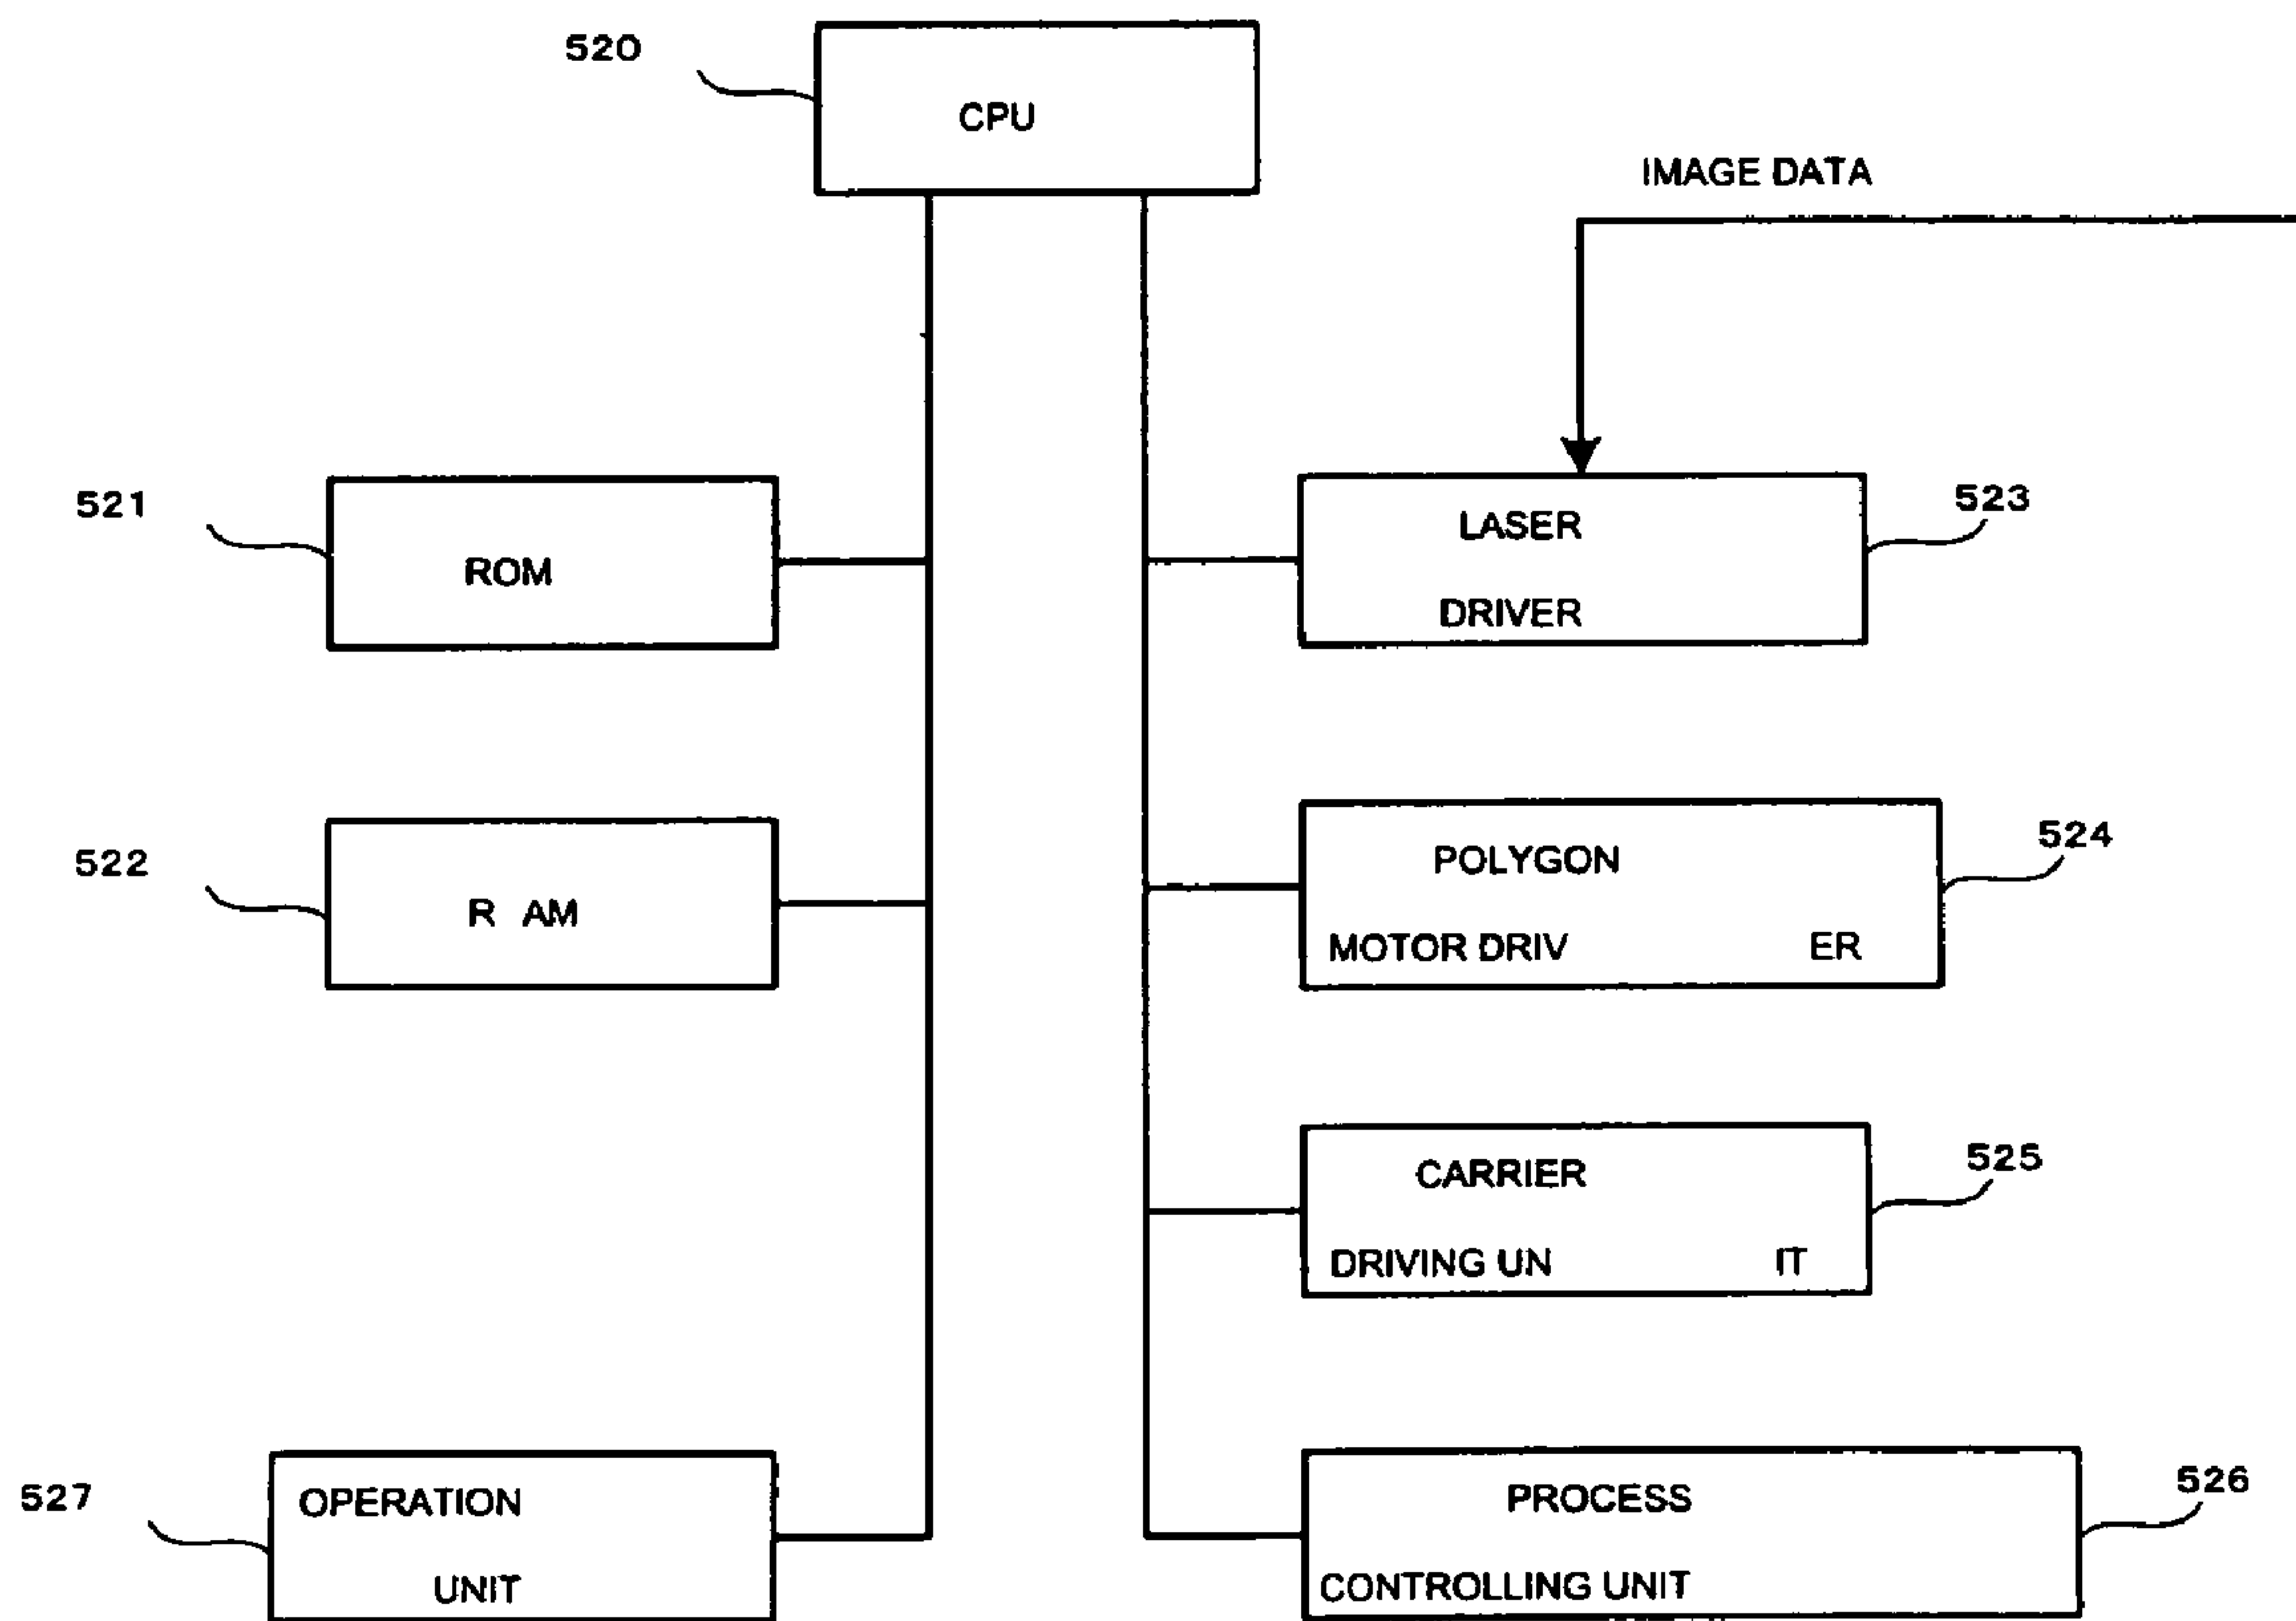 520
CPU
IMAGE DATA
521
ROM
LASER
DRIVER
523
522
R AM
POLYGON
MOTOR DRIV ER
524
CARRIER
DRIVING UN IT
525
527
OPERATION
UNIT
PROCESS
CONTROLLING UNIT
526